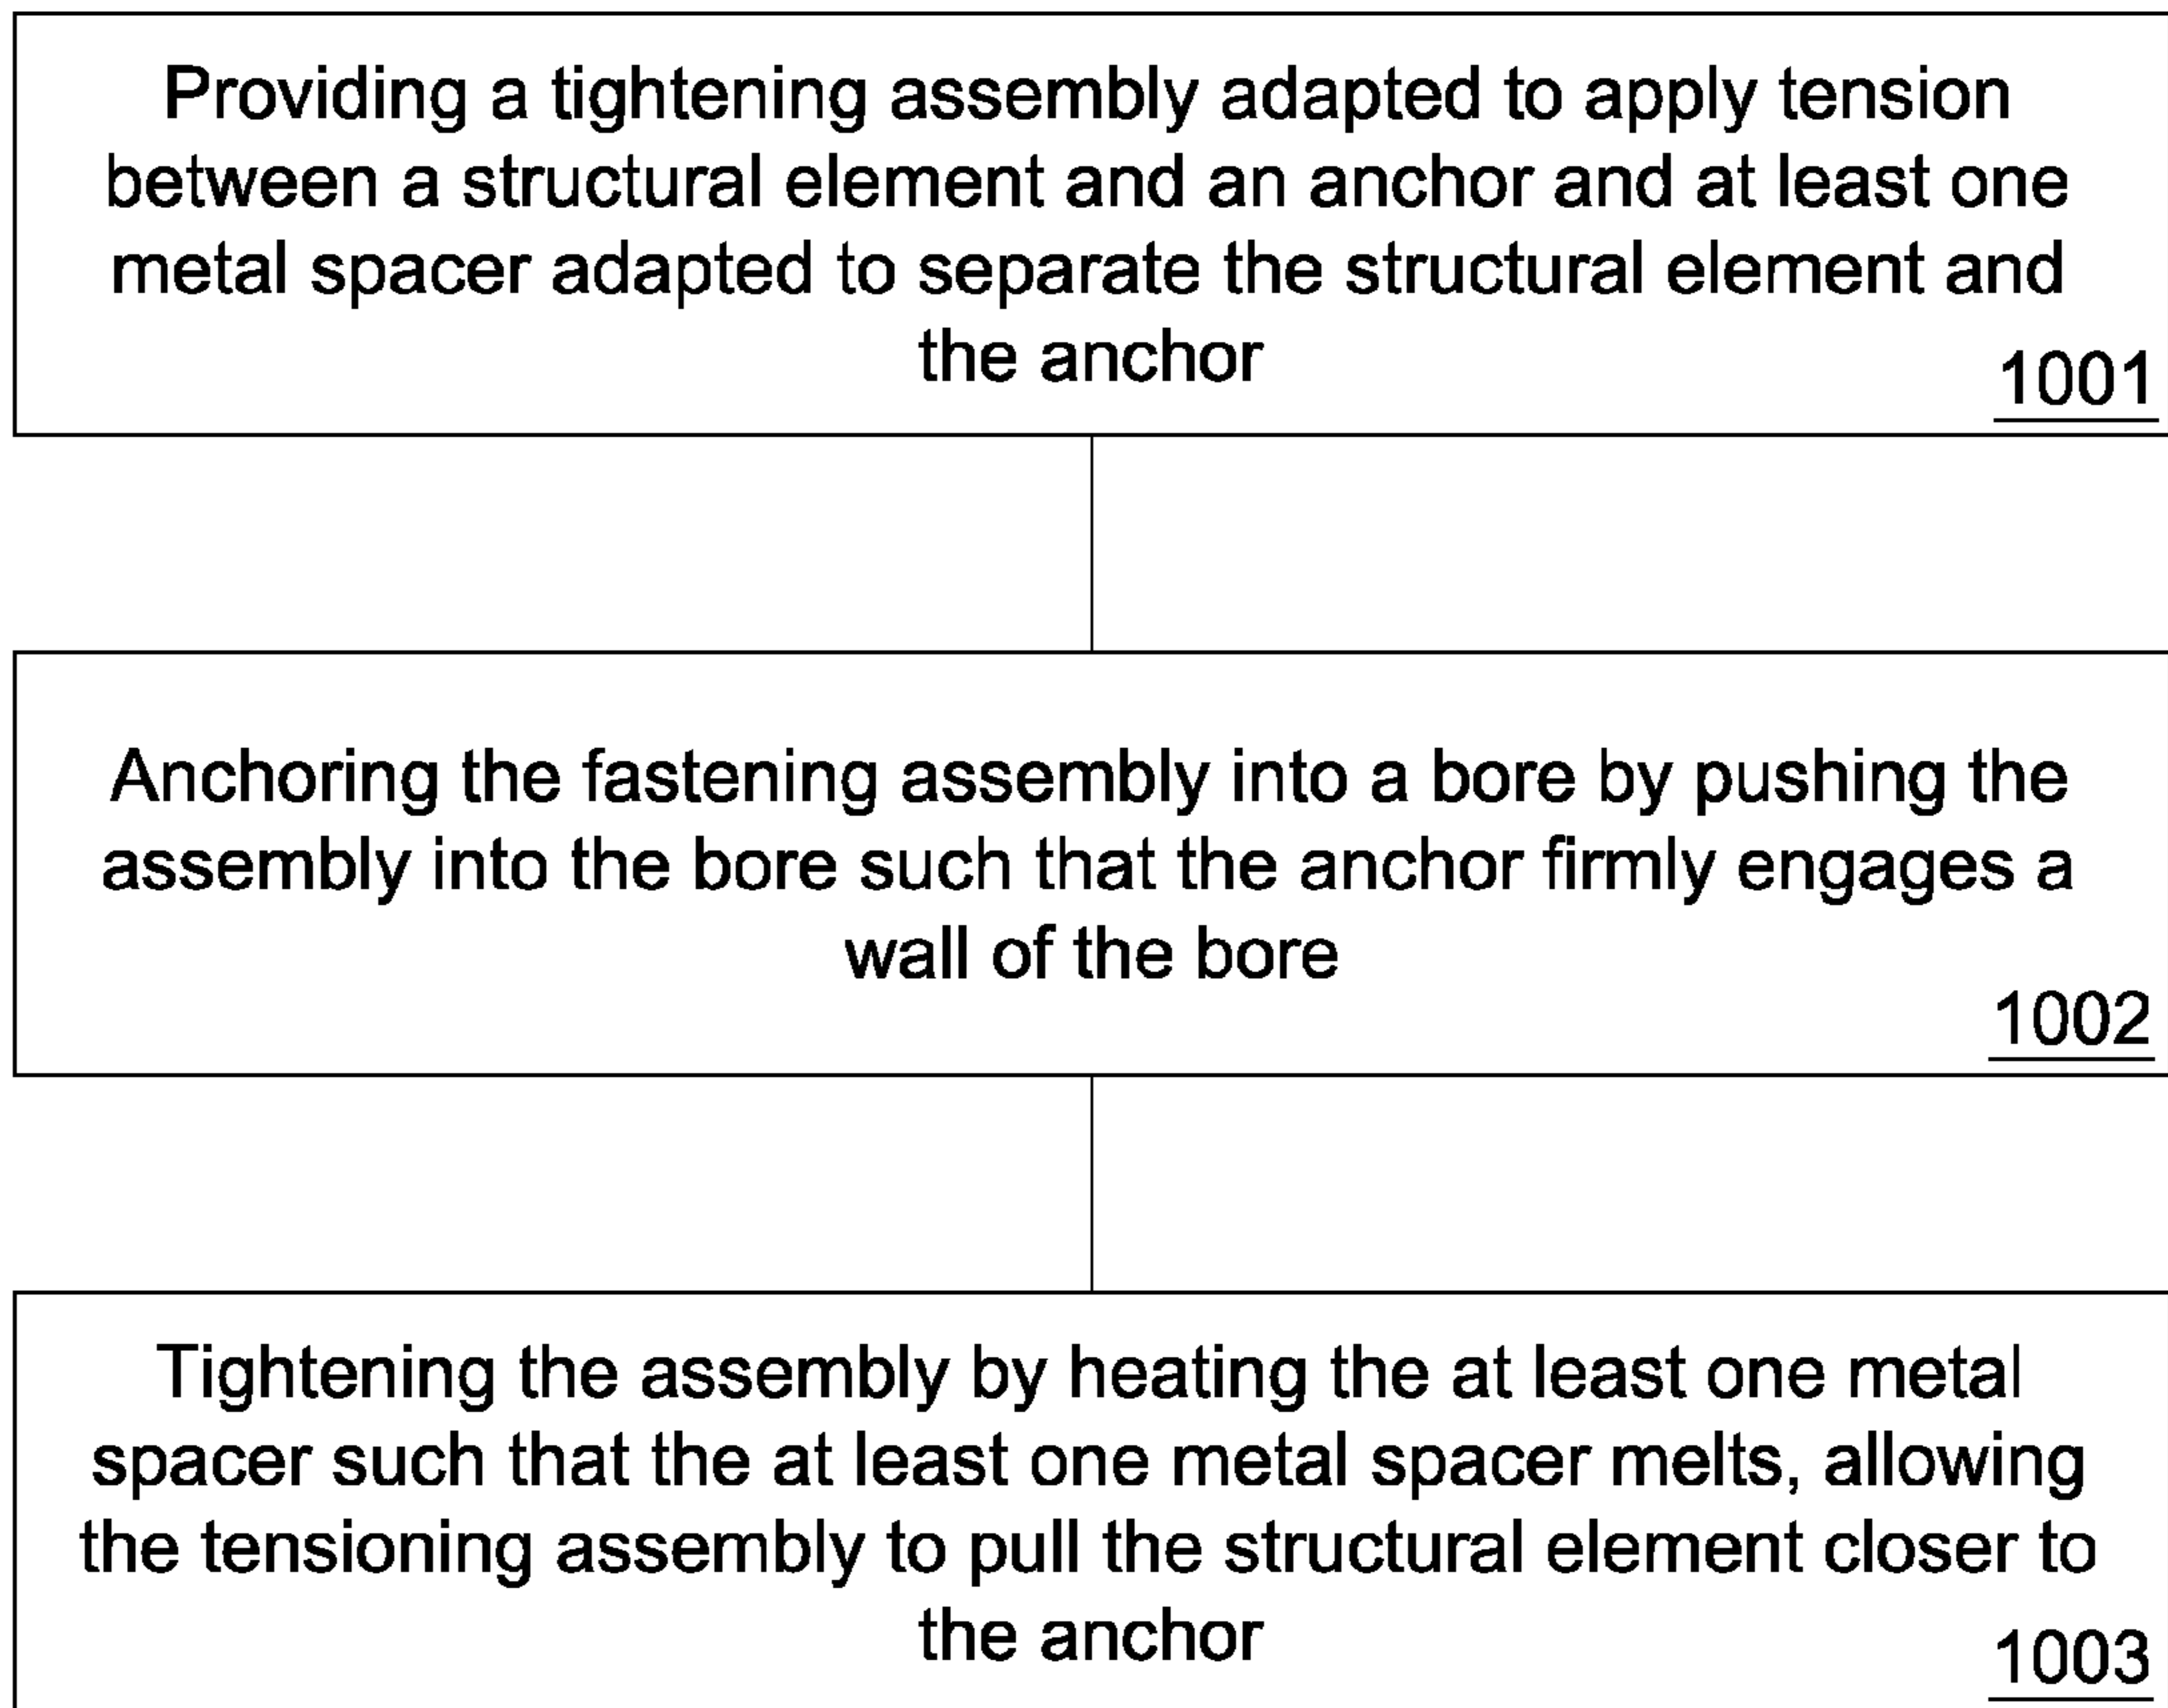 Providing a tightening assembly adapted to apply tension
between a structural element and an anchor and at least one
metal spacer adapted to separate the structural element and
the anchor
1001
Anchoring the fastening assembly into a bore by pushing the
assembly into the bore such that the anchor firmly engages a
wall of the bore
1002
Tightening the assembly by heating the at least one metal
spacer such that the at least one metal spacer melts, allowing
the tensioning assembly to pull the structural element closer to
the anchor
1003